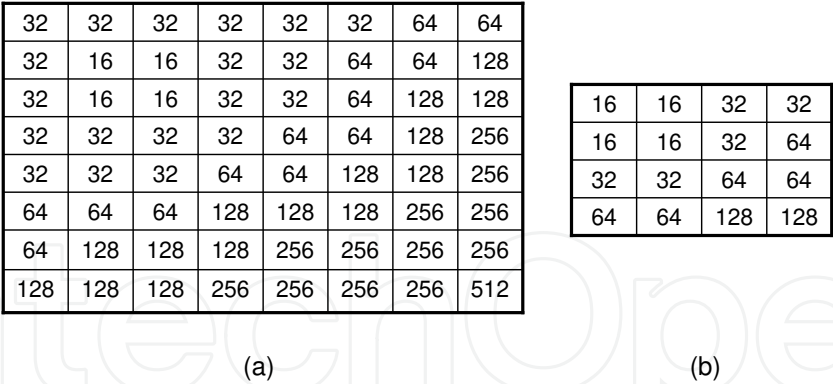 32 32 32 32 32 64 64
32 16 16 32 32 64 64 128
32 16 16 32 32 64 128 128
32 32 32 32 64 64 128 256
32 32 32 64 64 128 128 256
64 64 64 128 128 128 256 256
64 128 128 128 256 256 256 256
128 128 128 256 256 256 256 512
16 16 32 32
16 16 32 64
32 32 64 64
64 64 128 128
(a) (b)
techOpe